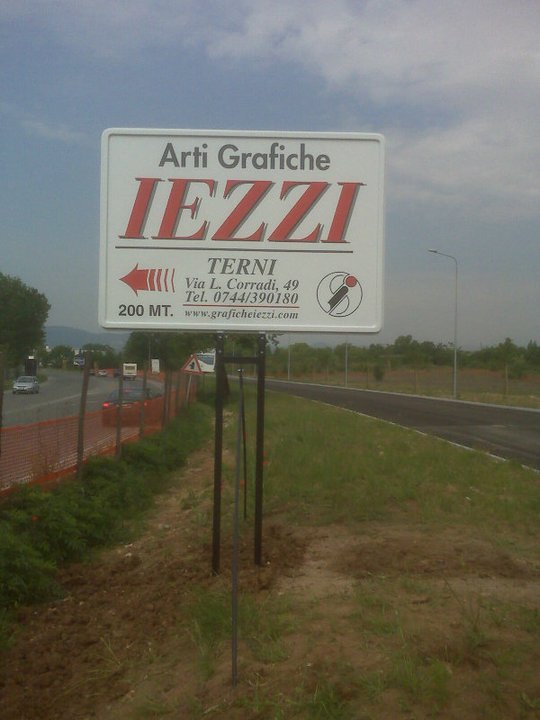 Arti Grafiche
IEZZI
TERNI
Via L. Corradi, 49
Tel. 0744/390180
200 MT.
www.graficheiezzi.com